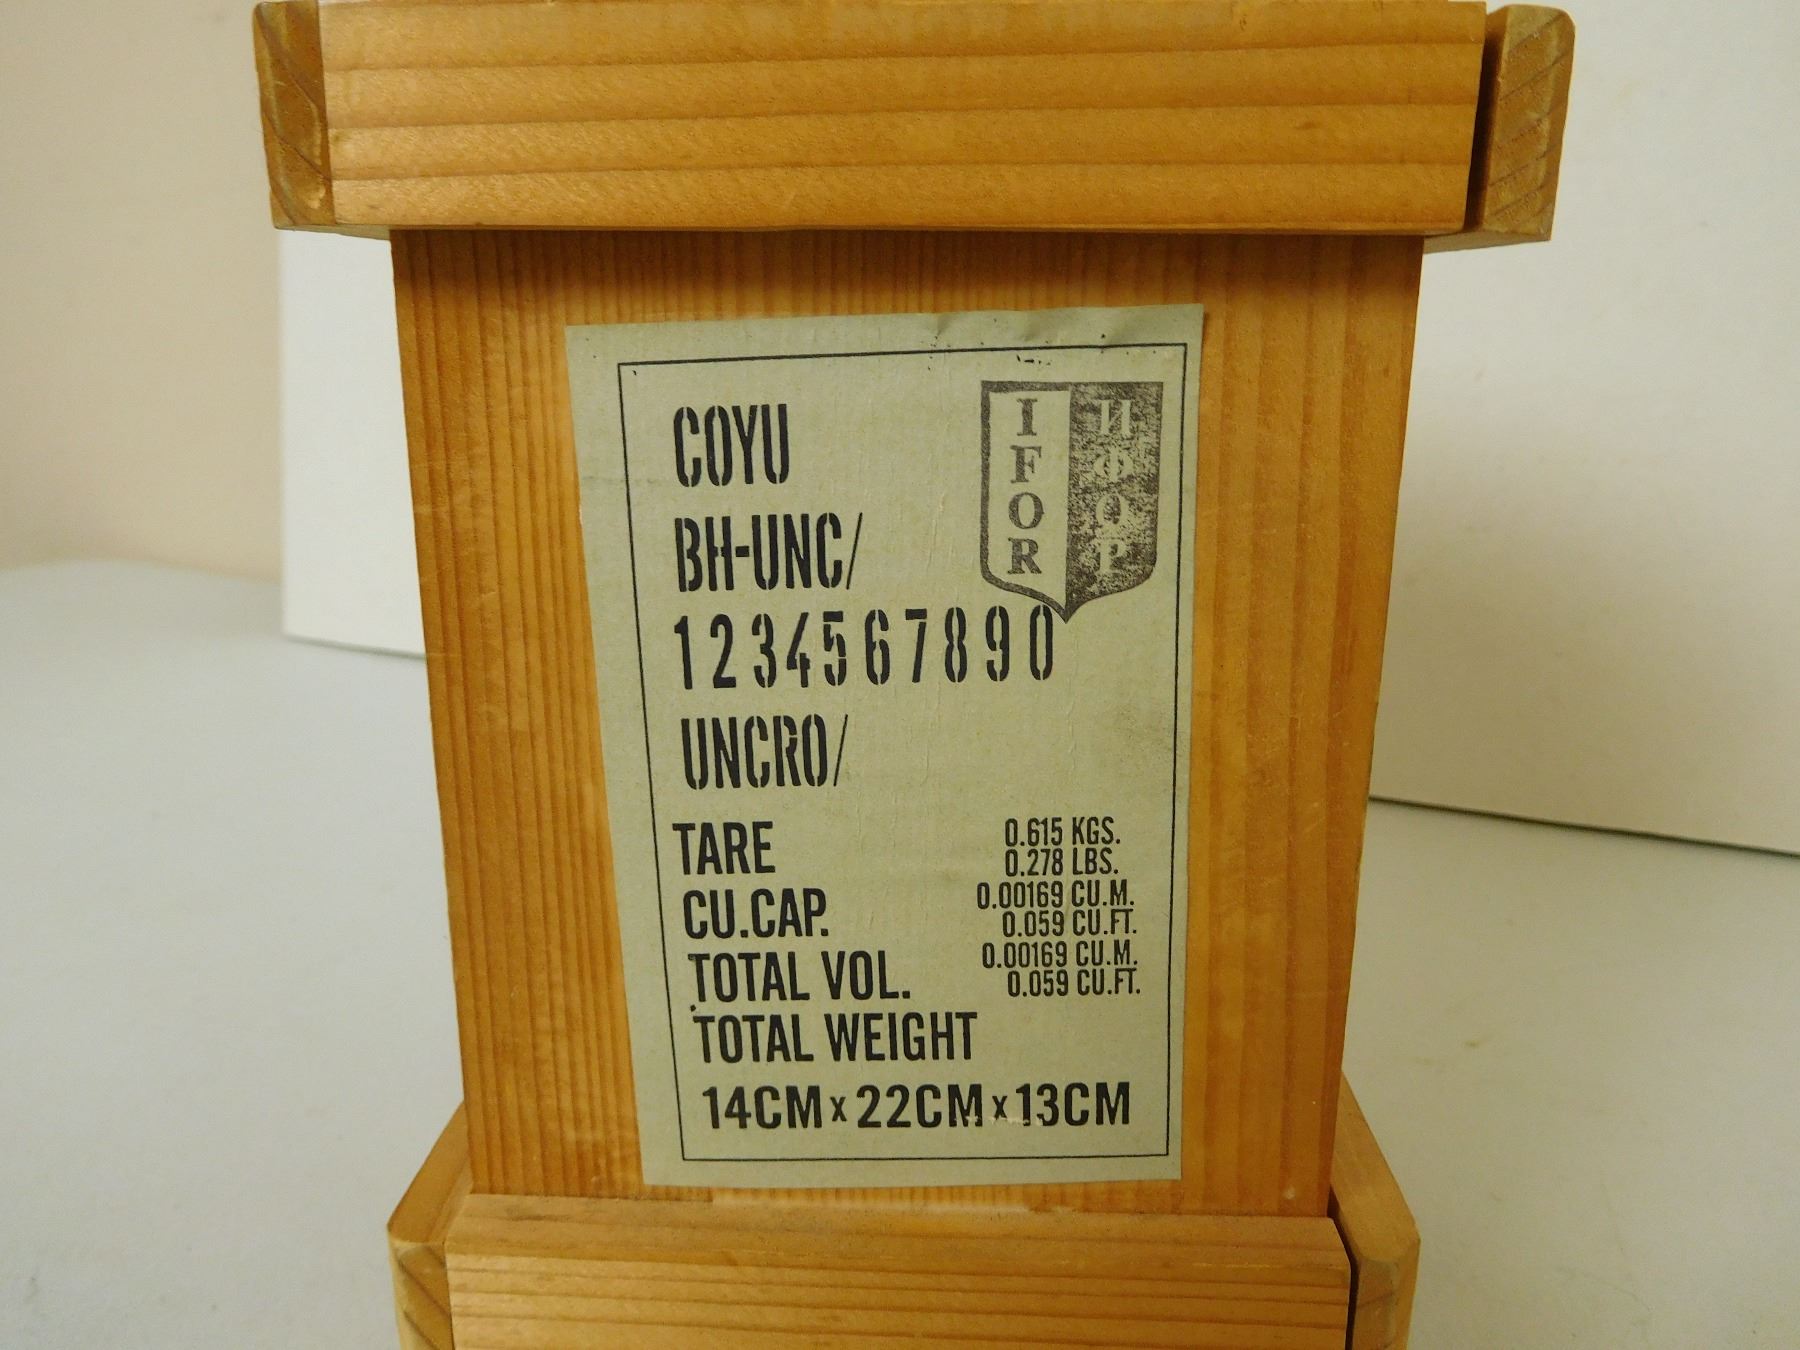 COYU
IFOR
ИФОР
BH-UNC/
1234567890
UNCRO/
TARE 0.615 KGS.
0.278 LBS.
CU.CAP. 0.00169 CU.M.
0.059 CU.FT.
TOTAL VOL. 0.00169 CU.M.
0.059 CU.FT.
TOTAL WEIGHT
14CM x 22CM x 13CM